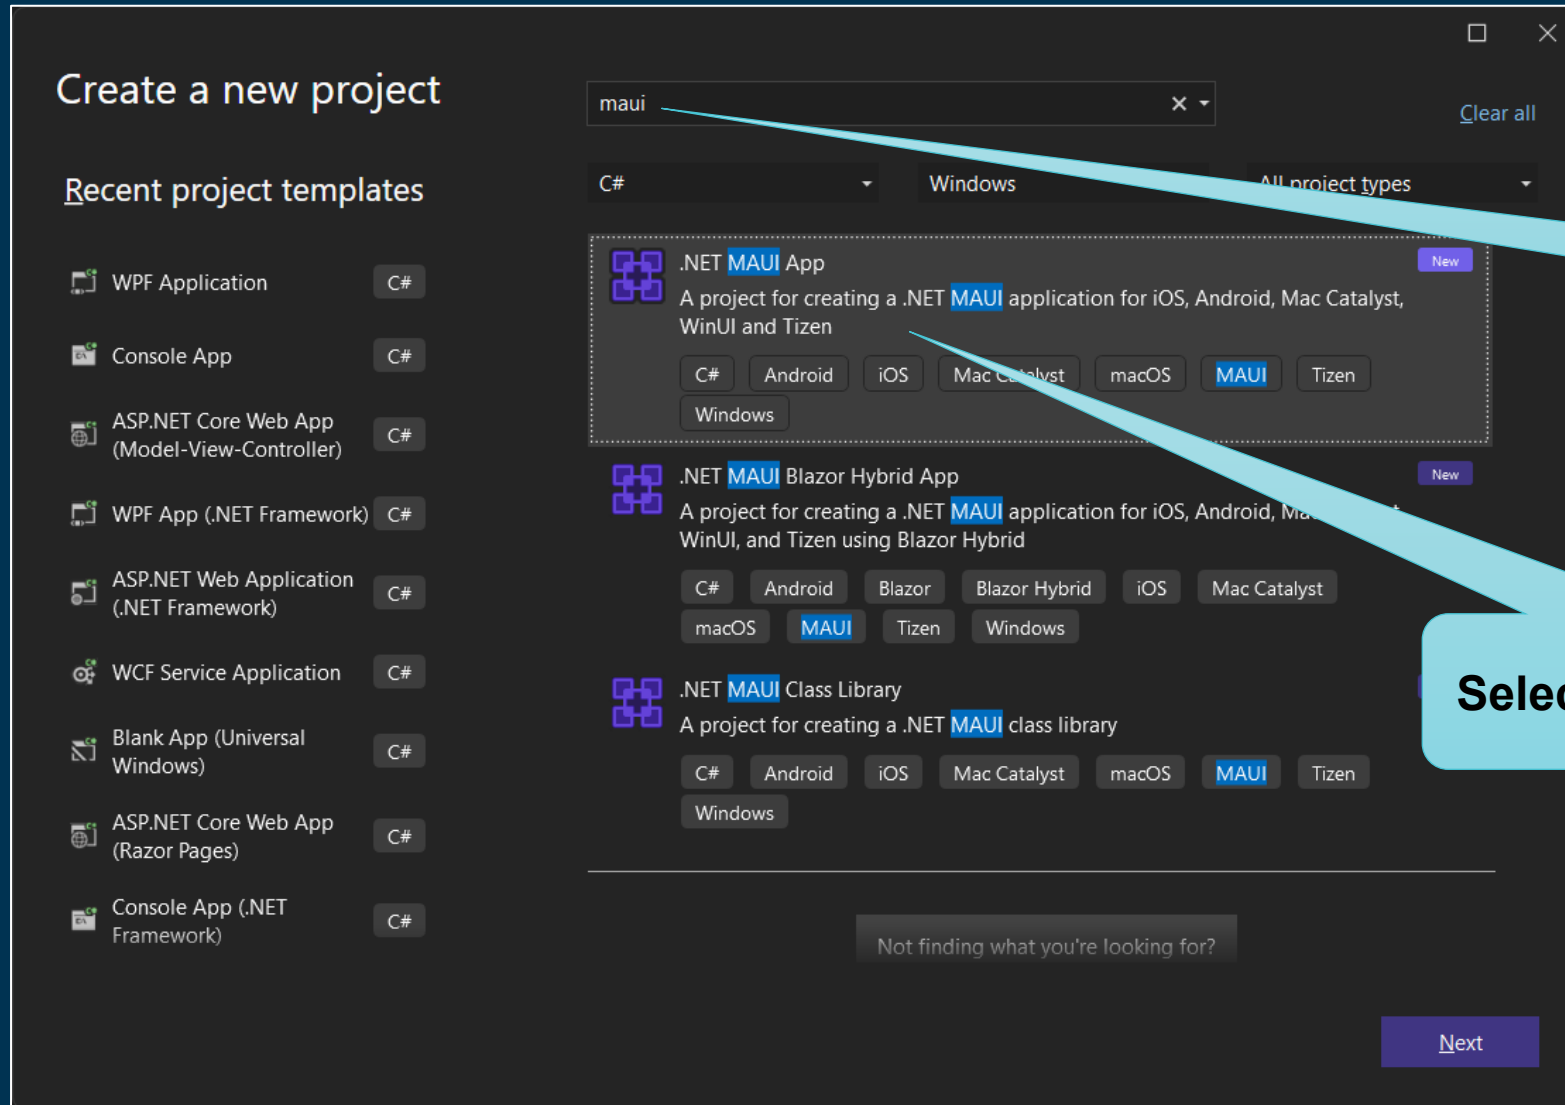 Create a new project
maui
Clear all
Recent project templates
C#
Windows
All project types
WPF Application
C#
Console App
C#
ASP.NET Core Web App
(Model-View-Controller)
C#
WPF App (.NET Framework)
C#
ASP.NET Web Application
(.NET Framework)
C#
WCF Service Application
C#
Blank App (Universal
Windows)
C#
ASP.NET Core Web App
(Razor Pages)
C#
Console App (.NET
Framework)
C#
.NET MAUI App
New
A project for creating a .NET MAUI application for iOS, Android, Mac Catalyst,
WinUI and Tizen
C# Android iOS Mac Catalyst macOS MAUI Tizen
Windows
.NET MAUI Blazor Hybrid App
New
A project for creating a .NET MAUI application for iOS, Android,
WinUI, and Tizen using Blazor Hybrid
C# Android Blazor Blazor Hybrid iOS Mac Catalyst
macOS MAUI Tizen Windows
.NET MAUI Class Library
A project for creating a .NET MAUI class library
C# Android iOS Mac Catalyst macOS MAUI Tizen
Windows
Not finding what you're looking for?
Next